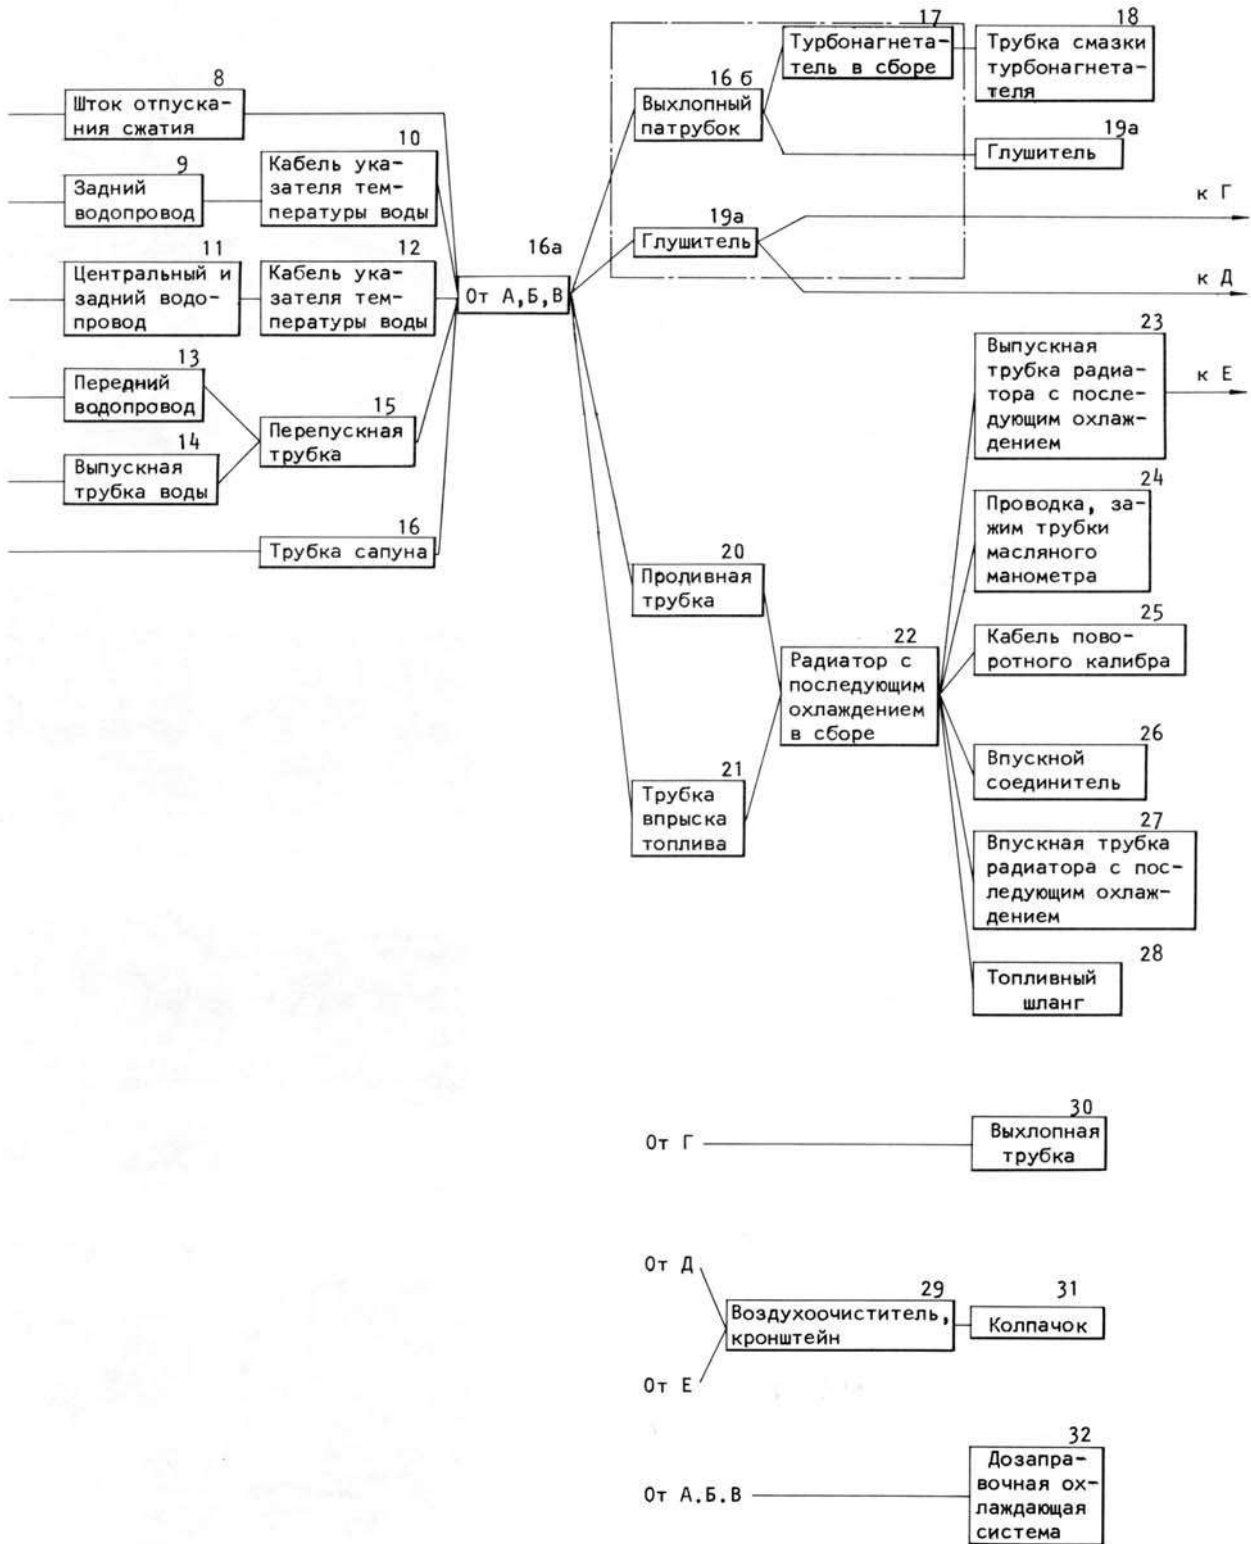 8
Шток отпуска-
ния сжатия
9
Задний
водопровод
10
Кабель ука-
зателя тем-
пературы воды
11
Центральный и
задний водо-
провод
12
Кабель ука-
зателя тем-
пературы воды
13
Передний
водопровод
14
Выпускная
трубка воды
15
Перепускная
трубка
16
Трубка сапуна
16а
От А,Б,В
16 б
Выхлопный
патрубок
17
Турбонагнета-
тель в сборе
18
Трубка смазки
турбонагнета-
теля
19а
Глушитель
19а
Глушитель
к Г
к Д
20
Проливная
трубка
21
Трубка
впрыска
топлива
22
Радиатор с
последующим
охлаждением
в сборе
23
Выпускная
трубка радиа-
тора с после-
дующим охлаж-
дением
к Е
24
Проводка, за-
жим трубки
масляного
манометра
25
Кабель пово-
ротного калибра
26
Впускной
соединитель
27
Впускная трубка
радиатора с пос-
ледующим охлаж-
дением
28
Топливный
шланг
От Г
30
Выхлопная
трубка
От Д
От Е
29
Воздухоочиститель,
кронштейн
31
Колпачок
От А.Б.В
32
Дозапра-
вочная ох-
лаждающая
система